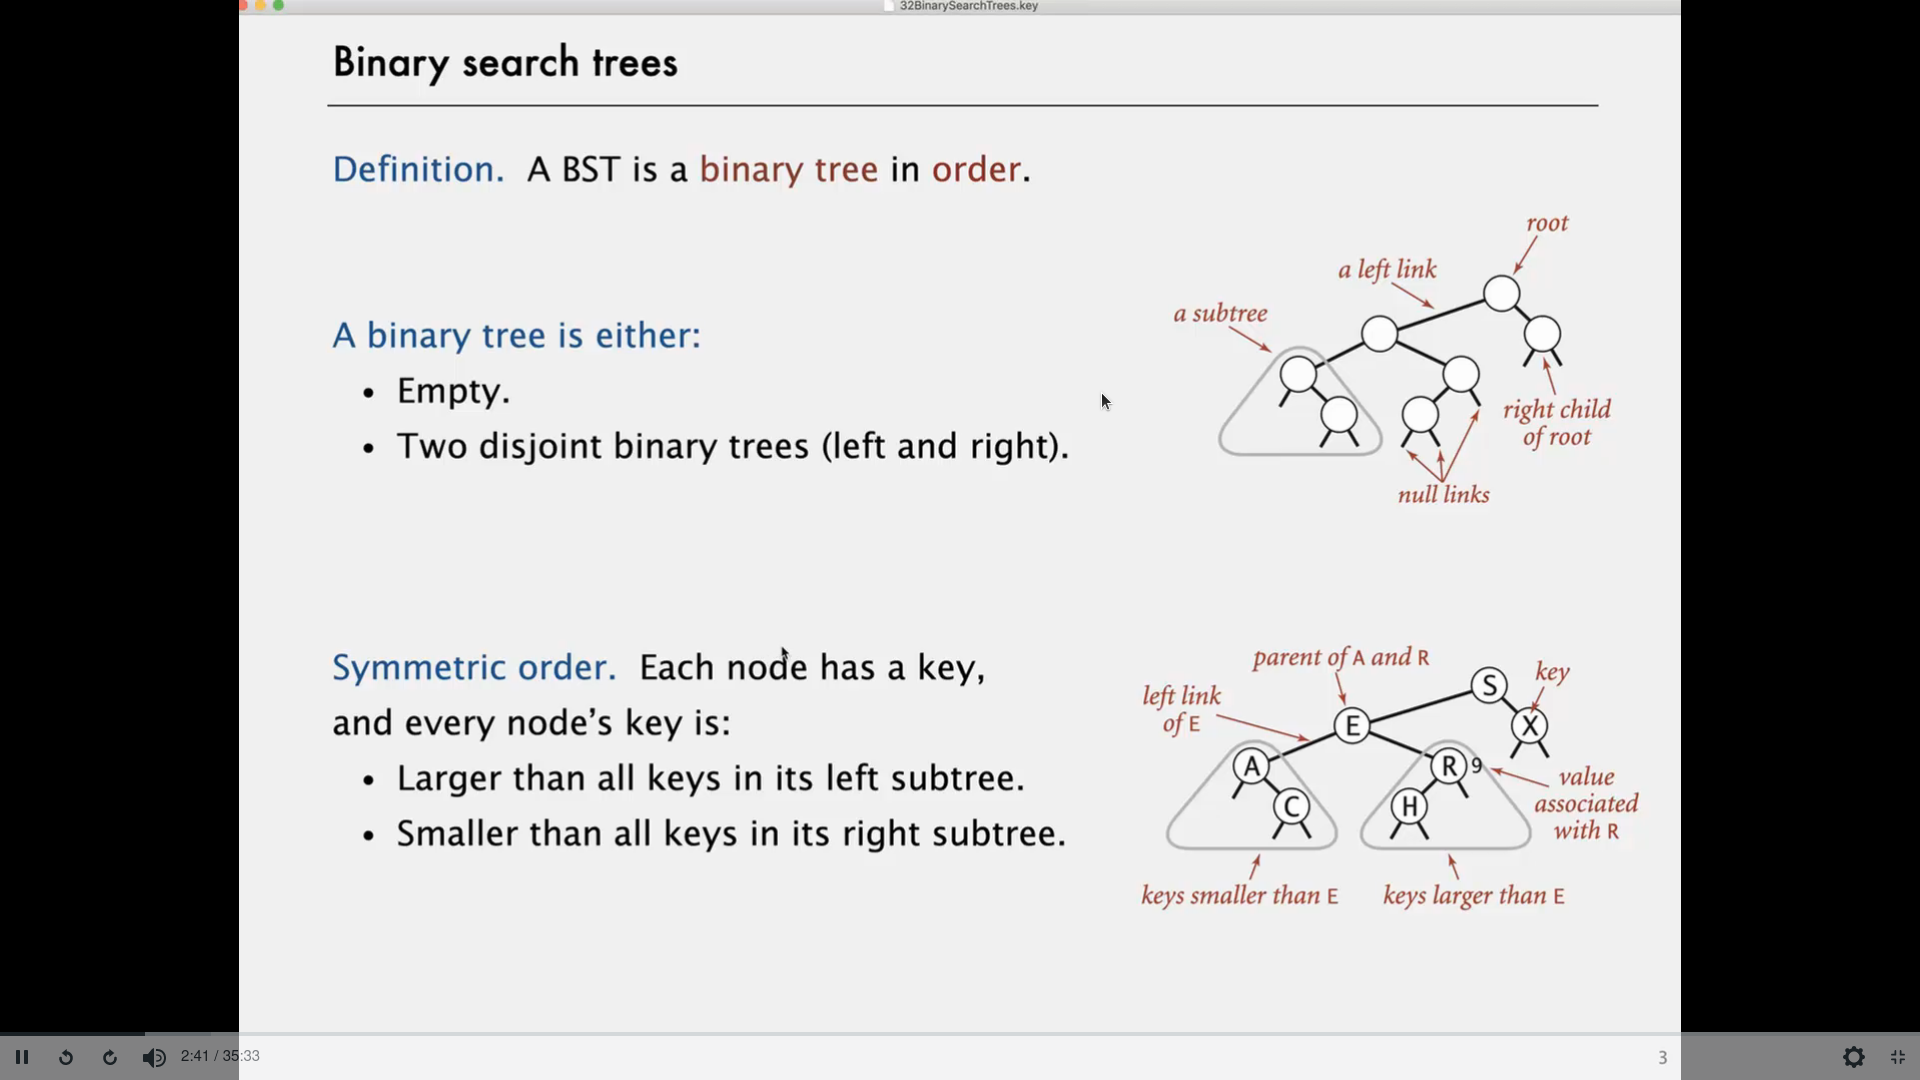 32BinarySearchTrees.key
Binary search trees
Definition. A BST is a binary tree in order.
root
a left link
a subtree
A binary tree is either:
• Empty.
• Two disjoint binary trees (left and right).
right child
of root
null links
Symmetric order. Each node has a key,
and every node's key is:
• Larger than all keys in its left subtree.
• Smaller than all keys in its right subtree.
parent of A and R
key
left link
of E
S
E
X
A
R 9
C
H
value
associated
with R
keys smaller than E
keys larger than E
2:41 / 35:33
3